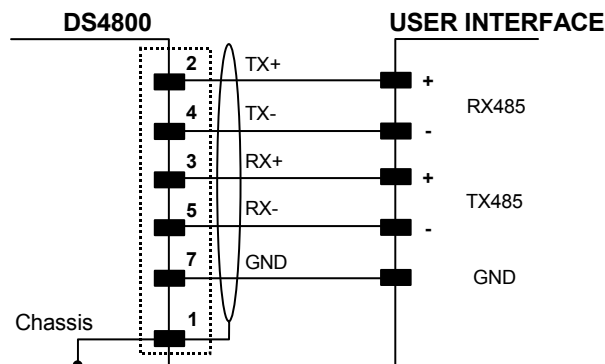 DS4800 USER INTERFACE
2 TX+ +
RX485
4 TX- -
3 RX+ +
TX485
5 RX- -
7 GND GND
Chassis 1